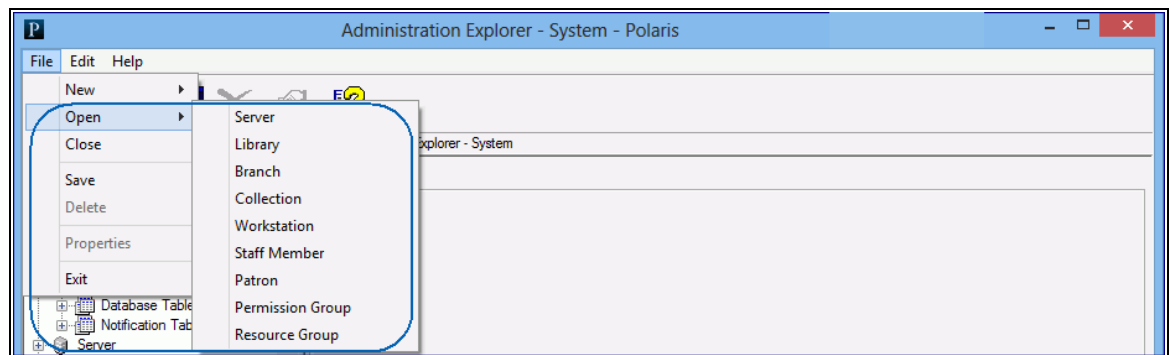 P Administration Explorer - System - Polaris
File Edit Help
New
Open
Close
Save
Delete
Properties
Exit
Server
Library
Branch
Collection
Workstation
Staff Member
Patron
Permission Group
Resource Group
xplorer - System
Database Table
Notification Tab
Server